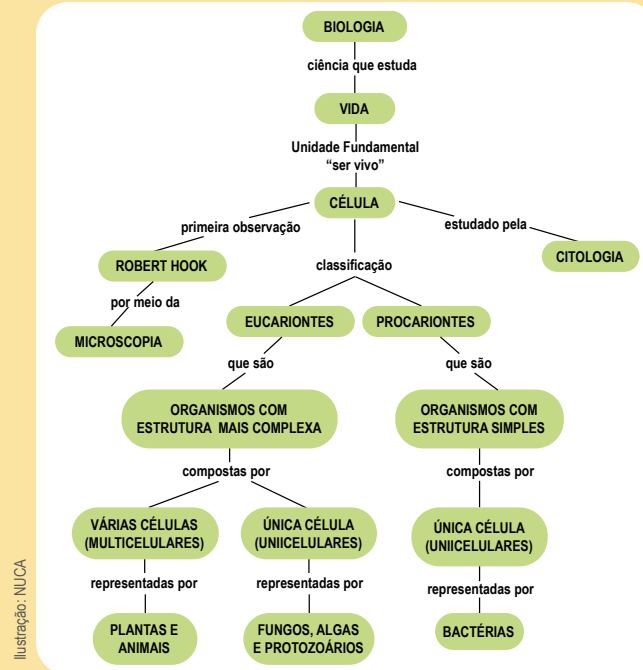 BIOLOGIA
ciência que estuda
VIDA
Unidade Fundamental
“ser vivo”
CÉLULA
primeira observação
estudado pela
ROBERT HOOK
classificação
CITOLOGIA
por meio da
MICROSCOPIA
EUCARIONTES
PROCARIONTES
que são
que são
ORGANISMOS COM
ESTRUTURA MAIS COMPLEXA
ORGANISMOS COM
ESTRUTURA SIMPLES
compostas por
compostas por
VÁRIAS CÉLULAS
(MULTICELULARES)
ÚNICA CÉLULA
(UNIICELULARES)
ÚNICA CÉLULA
(UNIICELULARES)
representadas por
representadas por
representadas por
PLANTAS E
ANIMAIS
FUNGOS, ALGAS
E PROTOZOÁRIOS
BACTÉRIAS
Ilustração: NUCA